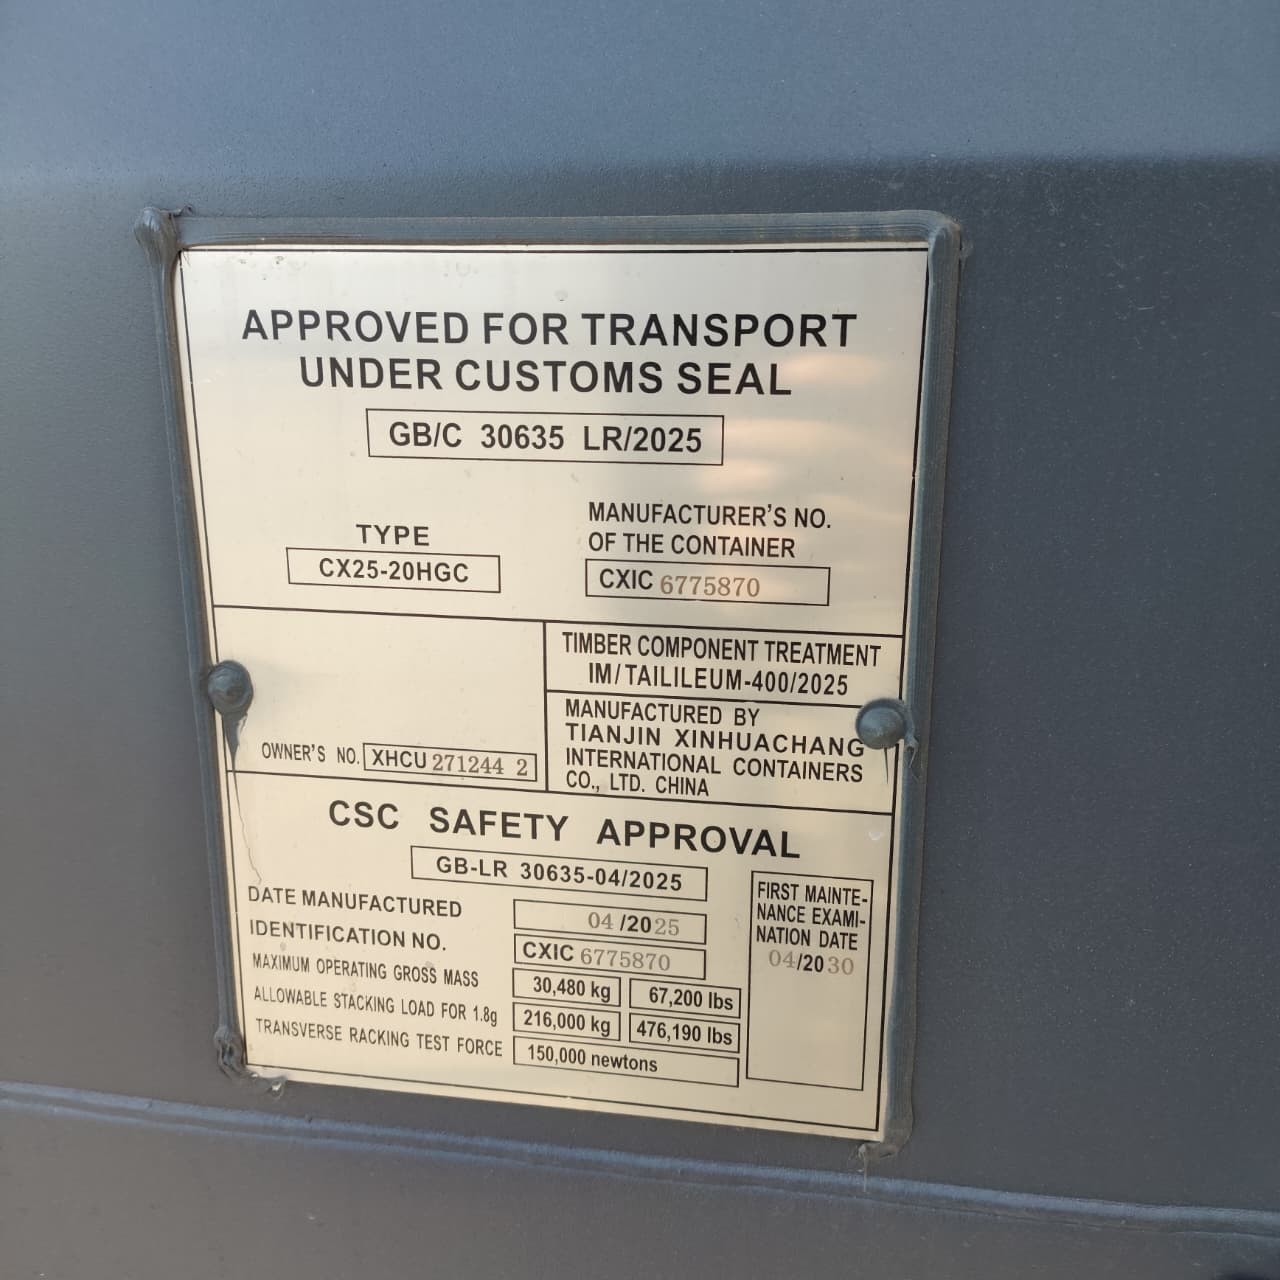 APPROVED FOR TRANSPORT
UNDER CUSTOMS SEAL
GB/C 30635 LR/2025
TYPE
CX25-20HGC
MANUFACTURER'S NO.
OF THE CONTAINER
CXIC 6775870
TIMBER COMPONENT TREATMENT
IM/TAILILEUM-400/2025
MANUFACTURED BY
TIANJIN XINHUACHANG
INTERNATIONAL CONTAINERS
CO., LTD. CHINA
OWNER'S NO. XHCU 271244 2
CSC SAFETY APPROVAL
GB-LR 30635-04/2025
DATE MANUFACTURED 04/2025
IDENTIFICATION NO. CXIC 6775870
MAXIMUM OPERATING GROSS MASS 30,480 kg 67,200 lbs
ALLOWABLE STACKING LOAD FOR 1.8g 216,000 kg 476,190 lbs
TRANSVERSE RACKING TEST FORCE 150,000 newtons
FIRST MAINTE-
NANCE EXAMI-
NATION DATE
04/2030